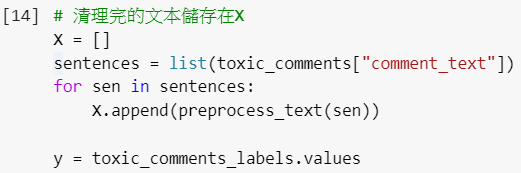 [14] # 清理完的文本儲存在X
X = []
sentences = list(toxic_comments["comment_text"])
for sen in sentences:
    X.append(preprocess_text(sen))

y = toxic_comments_labels.values